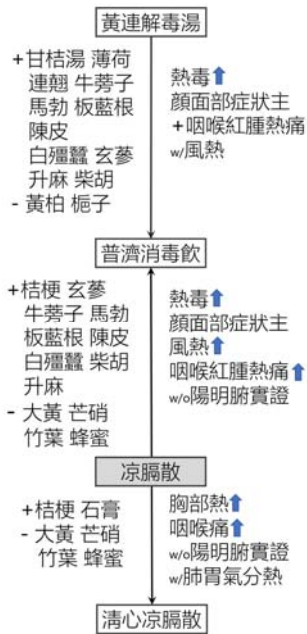 黃連解毒湯
+甘桔湯 薄荷
連翹 牛蒡子
馬勃 板藍根
陳皮
白殭蠶 玄蔘
升麻 柴胡
- 黃柏 梔子
熱毒⬆
顔面部症狀主
+咽喉紅腫熱痛
w/風熱
普濟消毒飮
+桔梗 玄蔘
牛蒡子 馬勃
板藍根 陳皮
白殭蠶 柴胡
升麻
- 大黃 芒硝
竹葉 蜂蜜
熱毒⬆
顔面部症狀主
風熱⬆
咽喉紅腫熱痛⬆
w/o陽明腑實證
凉膈散
+桔梗 石膏
- 大黃 芒硝
竹葉 蜂蜜
胸部熱⬆
咽喉痛⬆
w/o陽明腑實證
w/肺胃氣分熱
淸心凉膈散